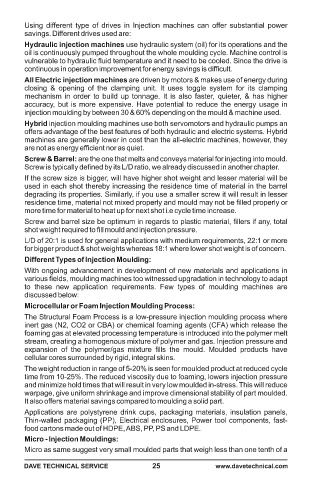 Using different type of drives in Injection machines can offer substantial power
savings. Different drives used are:
Hydraulic injection machines use hydraulic system (oil) for its operations and the
oil is continuously pumped throughout the whole moulding cycle. Machine control is
vulnerable to hydraulic fluid temperature and it need to be cooled. Since the drive is
continuous in operation improvement for energy savings is difficult.
All Electric injection machines are driven by motors & makes use of energy during
closing & opening of the clamping unit. It uses toggle system for its clamping
mechanism in order to build up tonnage. It is also faster, quieter, & has higher
accuracy, but is more expensive. Have potential to reduce the energy usage in
injection moulding by between 30 & 60% depending on the mould & machine used.
Hybrid injection moulding machines use both servomotors and hydraulic pumps an
offers advantage of the best features of both hydraulic and electric systems. Hybrid
machines are generally lower in cost than the all-electric machines, however, they
are not as energy efficient nor as quiet.
Screw & Barrel: are the one that melts and conveys material for injecting into mould.
Screw is typically defined by its L/D ratio, we already discussed in another chapter.
If the screw size is bigger, will have higher shot weight and lesser material will be
used in each shot thereby increasing the residence time of material in the barrel
degrading its properties. Similarly, if you use a smaller screw it will result in lesser
residence time, material not mixed properly and mould may not be filled properly or
more time for material to heat up for next shot i.e cycle time increase.
Screw and barrel size be optimum in regards to plastic material, fillers if any, total
shot weight required to fill mould and injection pressure.
L/D of 20:1 is used for general applications with medium requirements, 22:1 or more
for bigger product & shot weights whereas 18:1 where lower shot weight is of concern.
Different Types of Injection Moulding:
With ongoing advancement in development of new materials and applications in
various fields, moulding machines too witnessed upgradation in technology to adapt
to these new application requirements. Few types of moulding machines are
discussed below:
Microcellular or Foam Injection Moulding Process:
The Structural Foam Process is a low-pressure injection moulding process where
inert gas (N2, CO2 or CBA) or chemical foaming agents (CFA) which release the
foaming gas at elevated processing temperature is introduced into the polymer melt
stream, creating a homogenous mixture of polymer and gas. Injection pressure and
expansion of the polymer/gas mixture fills the mould. Moulded products have
cellular cores surrounded by rigid, integral skins.
The weight reduction in range of 5-20% is seen for moulded product at reduced cycle
time from 10-25%. The reduced viscosity due to foaming, lowers injection pressure
and minimize hold times that will result in very low moulded in-stress. This will reduce
warpage, give uniform shrinkage and improve dimensional stability of part moulded.
It also offers material savings compared to moulding a solid part.
Applications are polystyrene drink cups, packaging materials, insulation panels,
Thin-walled packaging (PP), Electrical enclosures, Power tool components, fast-
food cartons made out of HDPE, ABS, PP, PS and LDPE.
Micro - Injection Mouldings:
Micro as same suggest very small moulded parts that weigh less than one tenth of a
DAVE TECHNICAL SERVICE 25 www.davetechnical.com